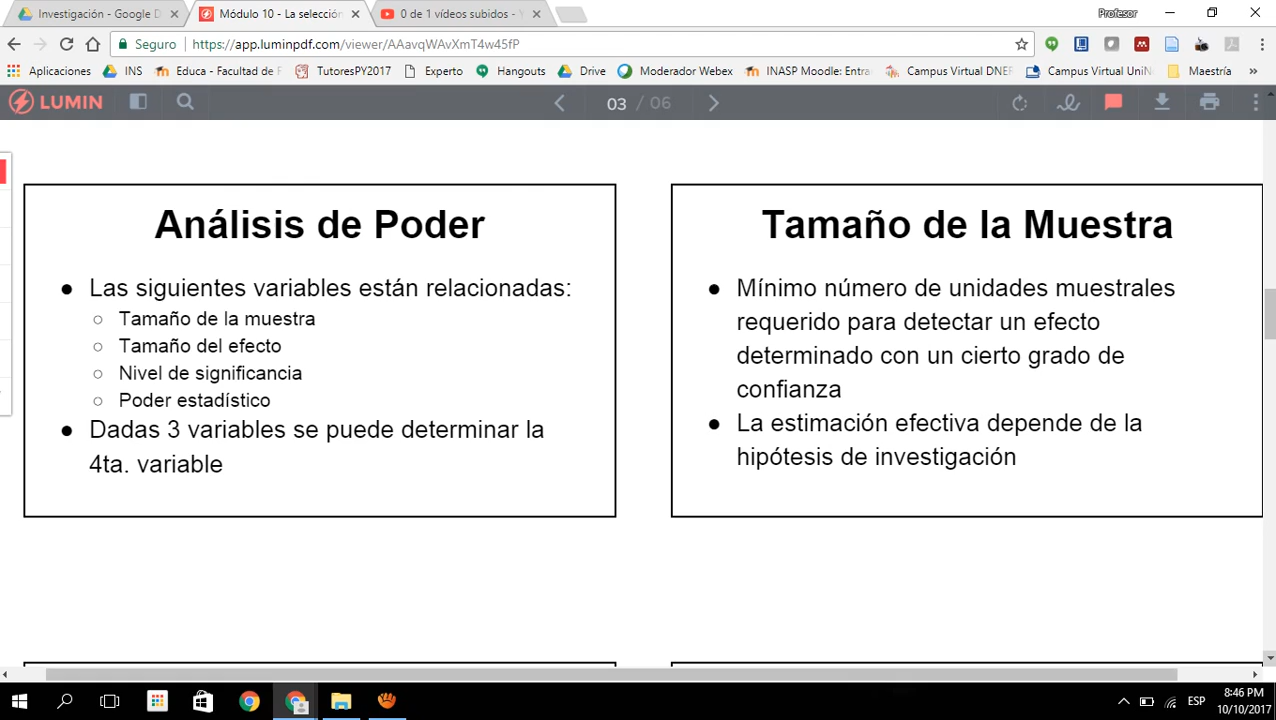 Investigación - Google D
Módulo 10 - La selección
0 de 1 vídeos subidos - Y
Profesor
Seguro
https://app.luminpdf.com/viewer/AAavqWAvXmT4w45fP
Aplicaciones
INS
Educa - Facultad de F
TutoresPY2017
Experto
Hangouts
Drive
Moderador Webex
INASP Moodle: Entra
Campus Virtual DNER
Campus Virtual UniN
Maestría
»
LUMIN
03 / 06
Análisis de Poder
● Las siguientes variables están relacionadas:
○ Tamaño de la muestra
○ Tamaño del efecto
○ Nivel de significancia
○ Poder estadístico
● Dadas 3 variables se puede determinar la
4ta. variable
Tamaño de la Muestra
● Mínimo número de unidades muestrales
requerido para detectar un efecto
determinado con un cierto grado de
confianza
● La estimación efectiva depende de la
hipótesis de investigación
ESP
8:46 PM
10/10/2017